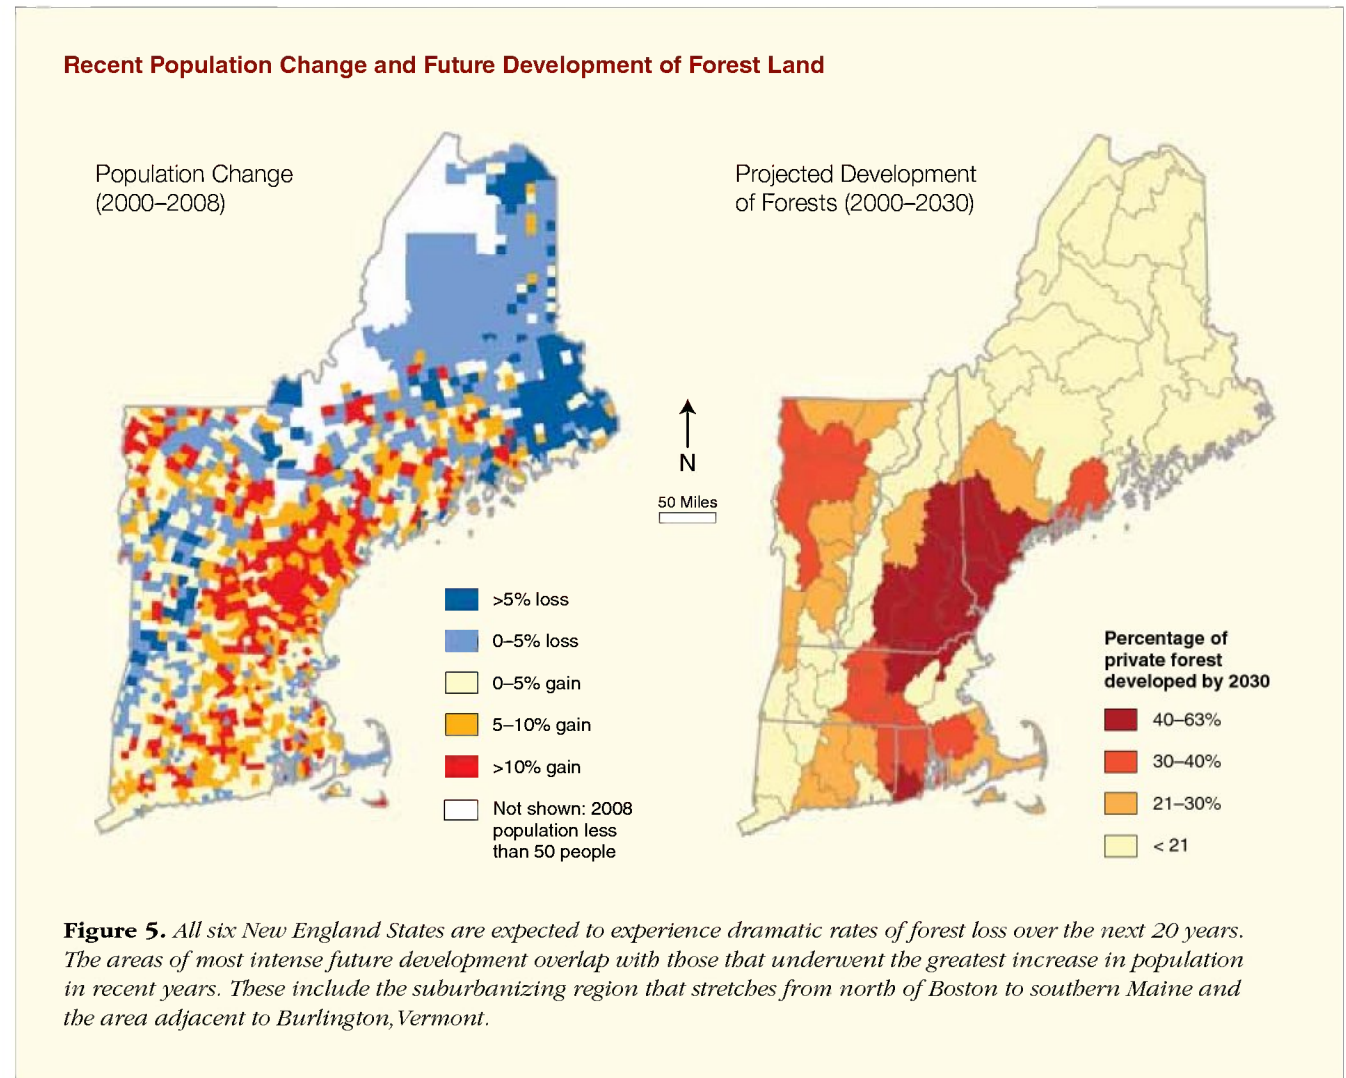 Recent Population Change and Future Development of Forest Land
Population Change
(2000–2008)
Projected Development
of Forests (2000–2030)
N
50 Miles
>5% loss
0–5% loss
0–5% gain
5–10% gain
>10% gain
Not shown: 2008
population less
than 50 people
Percentage of
private forest
developed by 2030
40–63%
30–40%
21–30%
< 21
Figure 5. All six New England States are expected to experience dramatic rates of forest loss over the next 20 years.
The areas of most intense future development overlap with those that underwent the greatest increase in population
in recent years. These include the suburbanizing region that stretches from north of Boston to southern Maine and
the area adjacent to Burlington, Vermont.